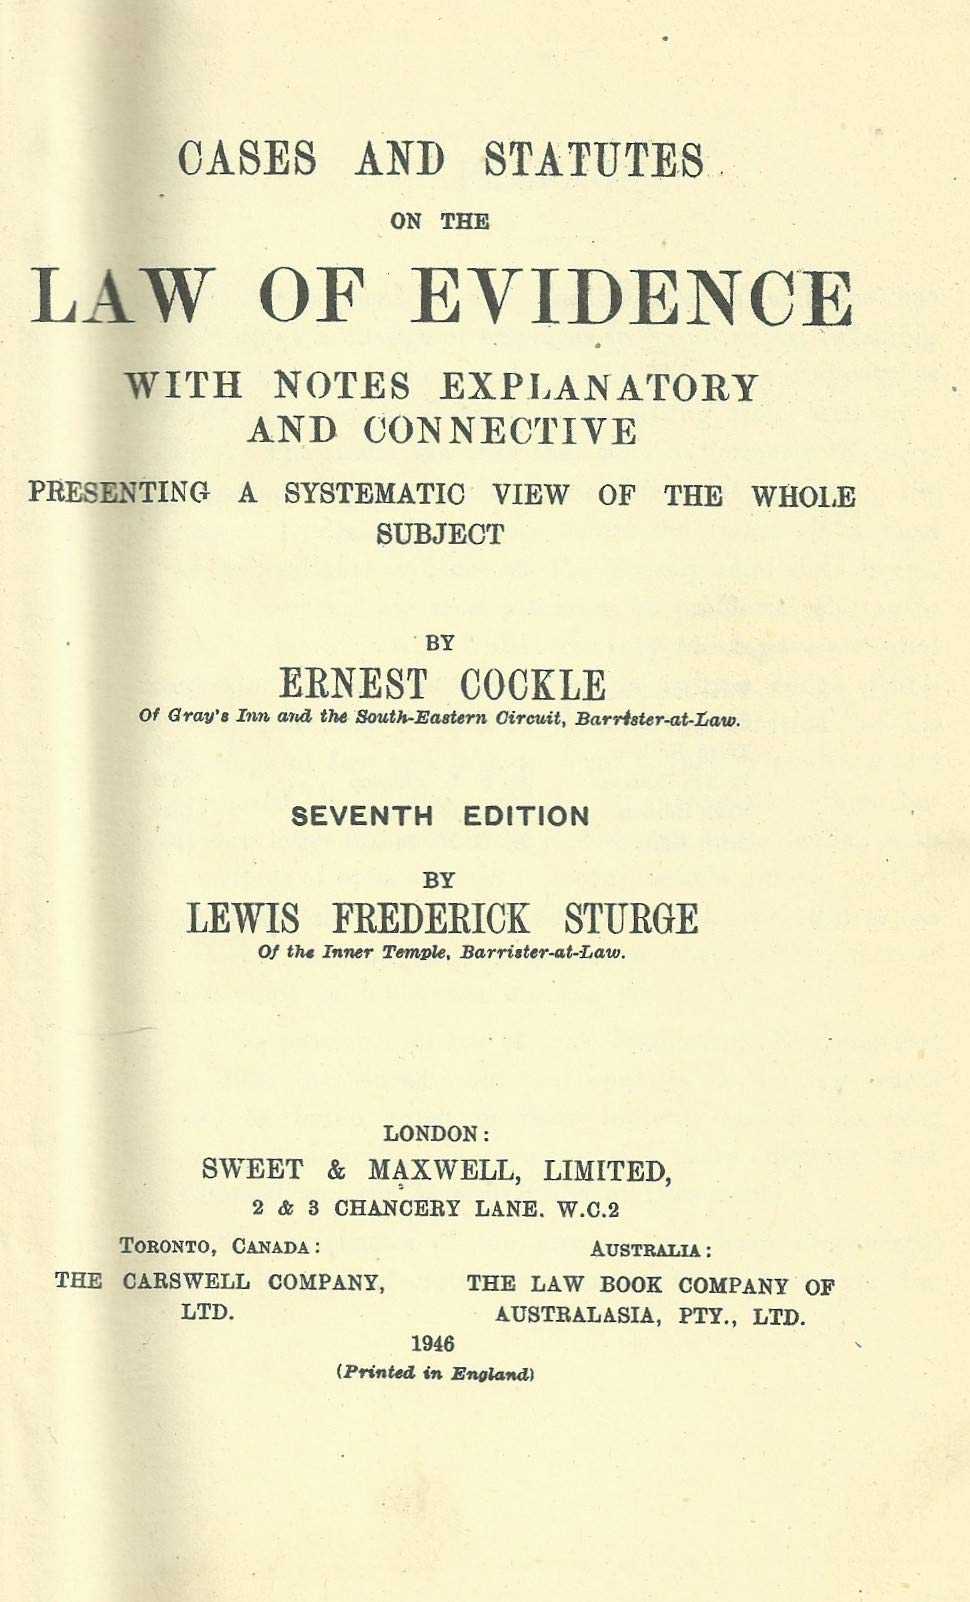 CASES AND STATUTES
ON THE
LAW OF EVIDENCE
WITH NOTES EXPLANATORY
AND CONNECTIVE
PRESENTING A SYSTEMATIC VIEW OF THE WHOLE
SUBJECT
BY
ERNEST COCKLE
Of Gray's Inn and the South-Eastern Circuit, Barrister-at-Law.
SEVENTH EDITION
BY
LEWIS FREDERICK STURGE
Of the Inner Temple, Barrister-at-Law.
LONDON:
SWEET & MAXWELL, LIMITED,
2 & 3 CHANCERY LANE. W.C.2
TORONTO, CANADA:
THE CARSWELL COMPANY,
LTD.
AUSTRALIA:
THE LAW BOOK COMPANY OF
AUSTRALASIA, PTY., LTD.
1946
(Printed in England)